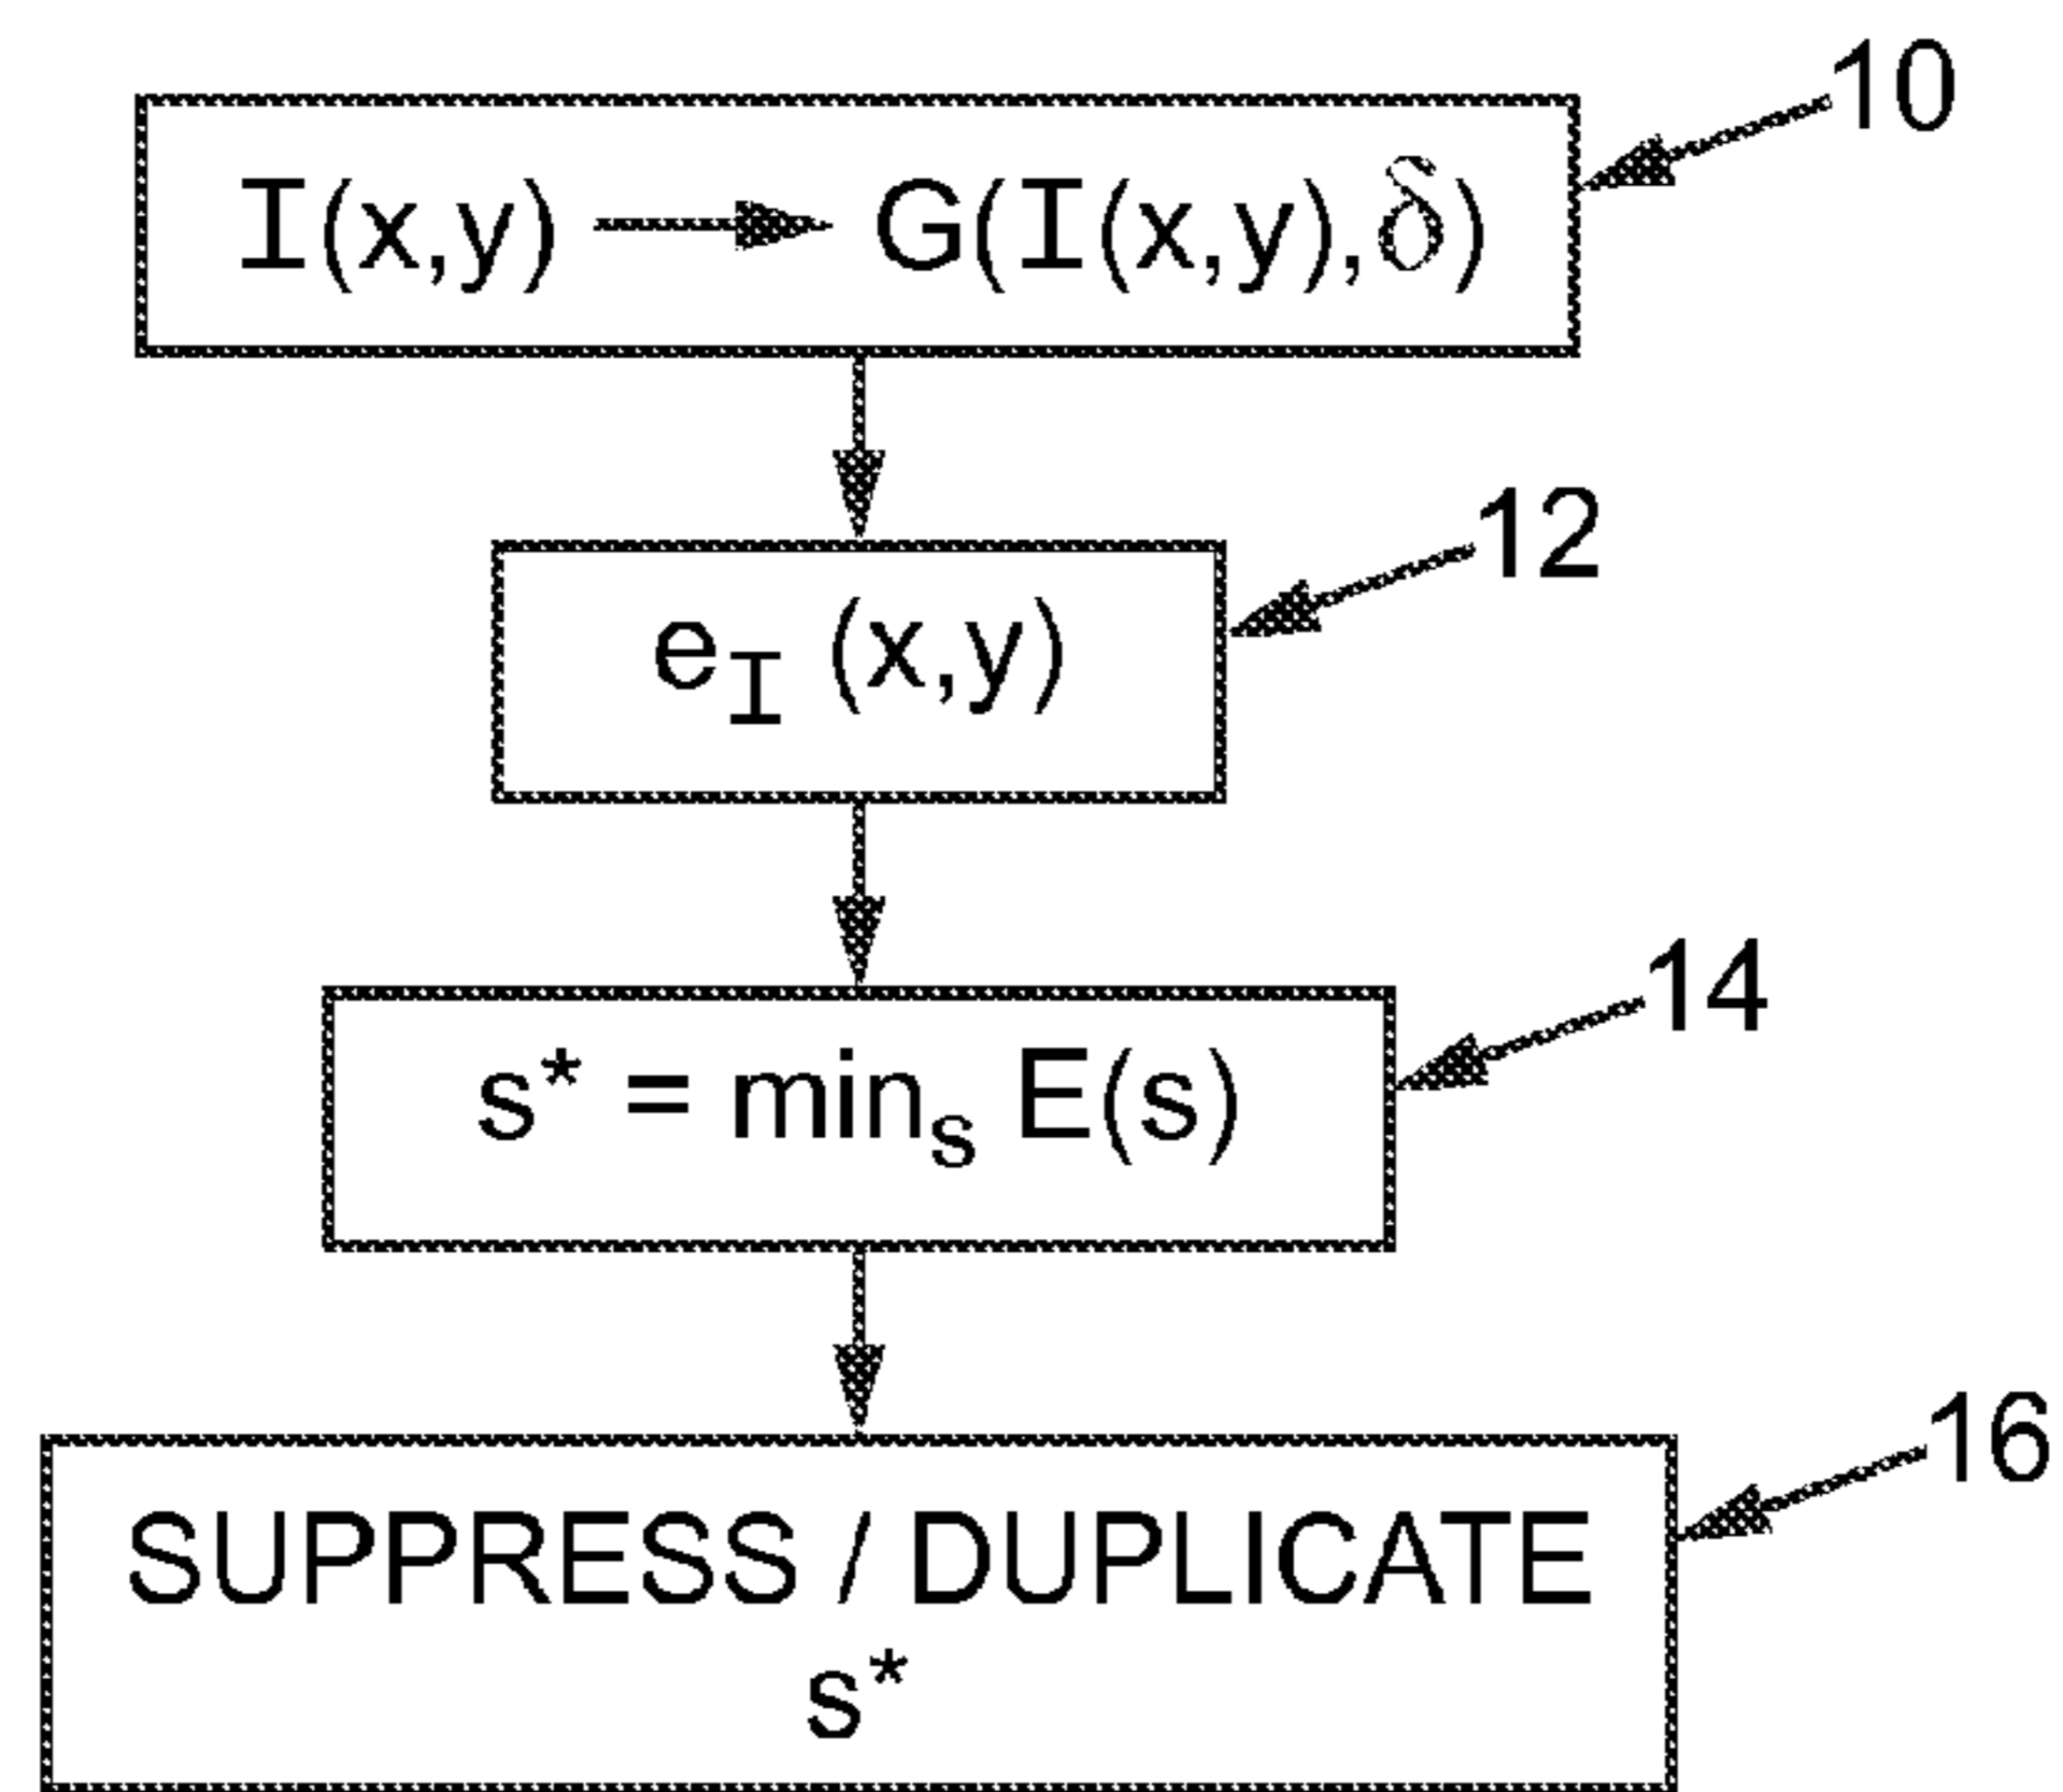 10
I(x,y) → G(I(x,y),δ)
12
e_I (x,y)
14
s* = min_s E(s)
16
SUPPRESS / DUPLICATE
s*